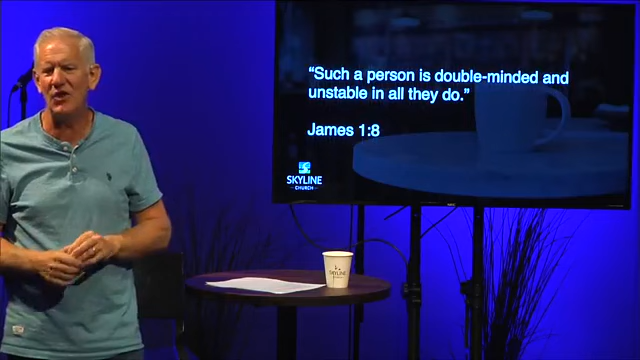 “Such a person is double-minded and
unstable in all they do.”
James 1:8
SKYLINE
CHURCH
SKYLINE